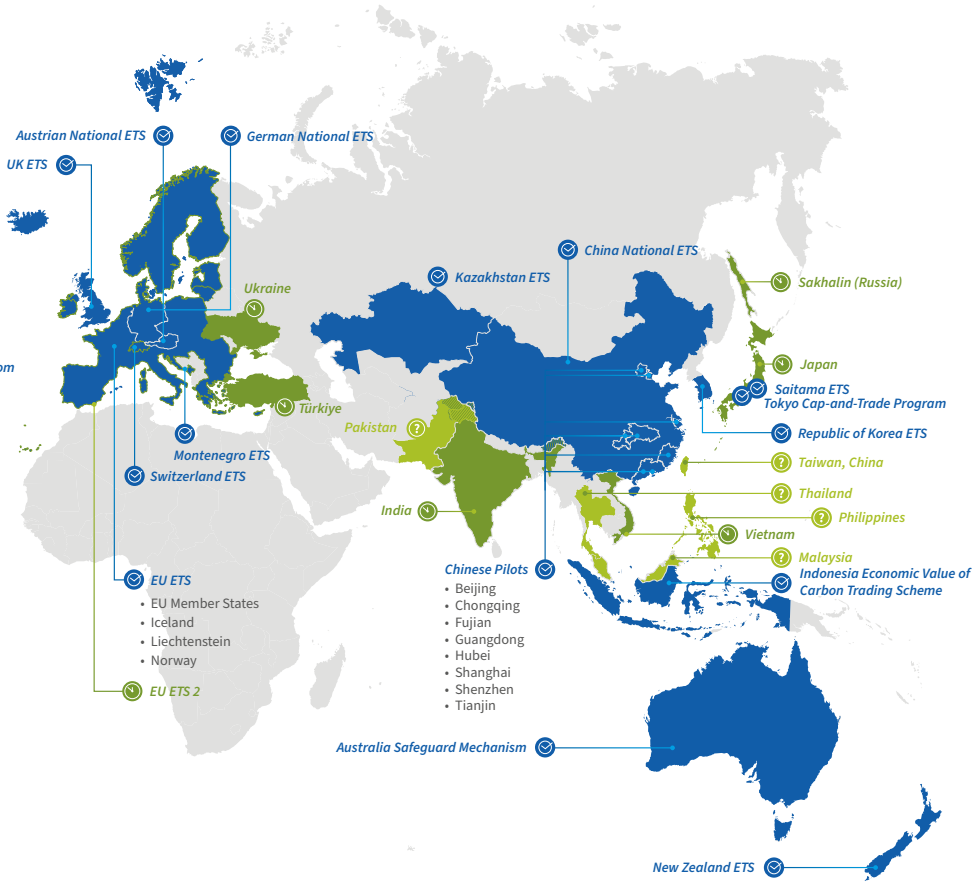 Austrian National ETS
German National ETS
UK ETS
China National ETS
Kazakhstan ETS
Sakhalin (Russia)
Ukraine
om
Japan
Saitama ETS
Tokyo Cap-and-Trade Program
Türkiye
Pakistan
?
Republic of Korea ETS
Montenegro ETS
?
Taiwan, China
Switzerland ETS
?
Thailand
India
?
Philippines
Vietnam
?
Malaysia
Chinese Pilots
• Beijing
• Chongqing
• Fujian
• Guangdong
• Hubei
• Shanghai
• Shenzhen
• Tianjin
Indonesia Economic Value of
Carbon Trading Scheme
EU ETS
• EU Member States
• Iceland
• Liechtenstein
• Norway
EU ETS 2
Australia Safeguard Mechanism
New Zealand ETS